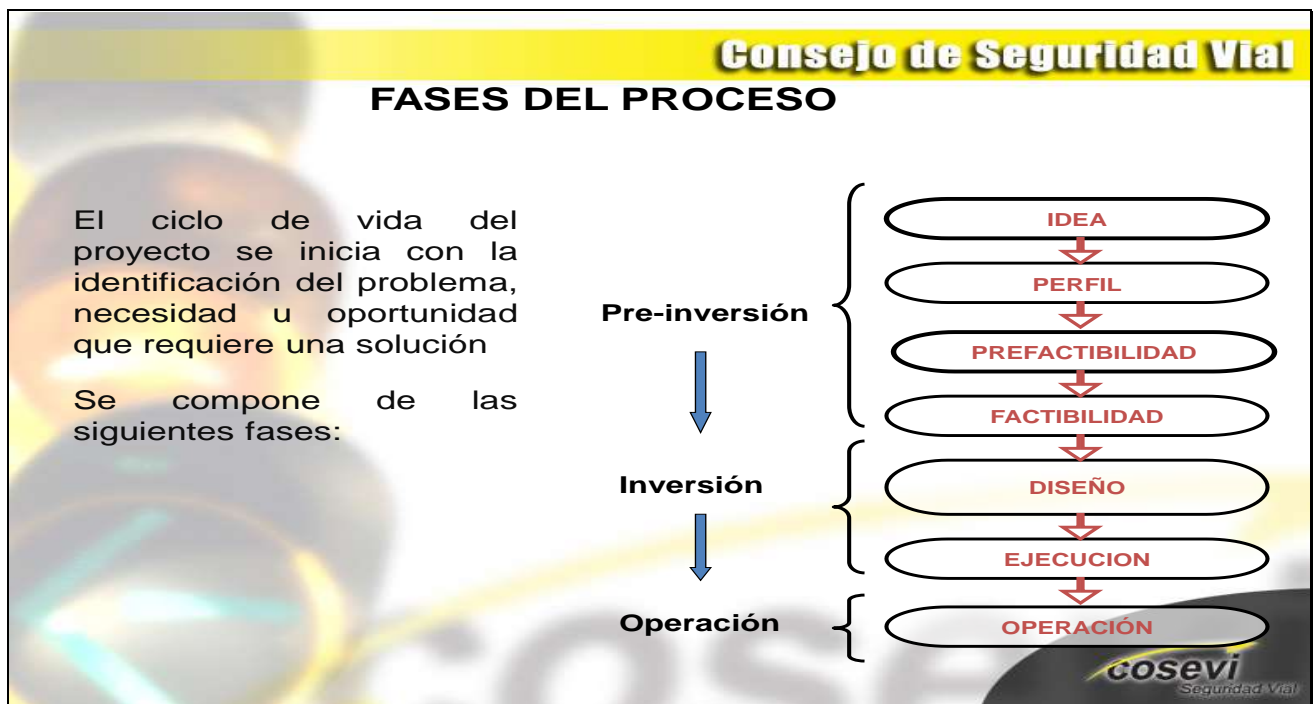 Consejo de Seguridad Vial
FASES DEL PROCESO
El ciclo de vida del
proyecto se inicia con la
identificación del problema,
necesidad u oportunidad
que requiere una solución
Se compone de las
siguientes fases:
Pre-inversión
Inversión
Operación
IDEA
PERFIL
PREFACTIBILIDAD
FACTIBILIDAD
DISEÑO
EJECUCION
OPERACIÓN
cosevi
Seguridad Vial